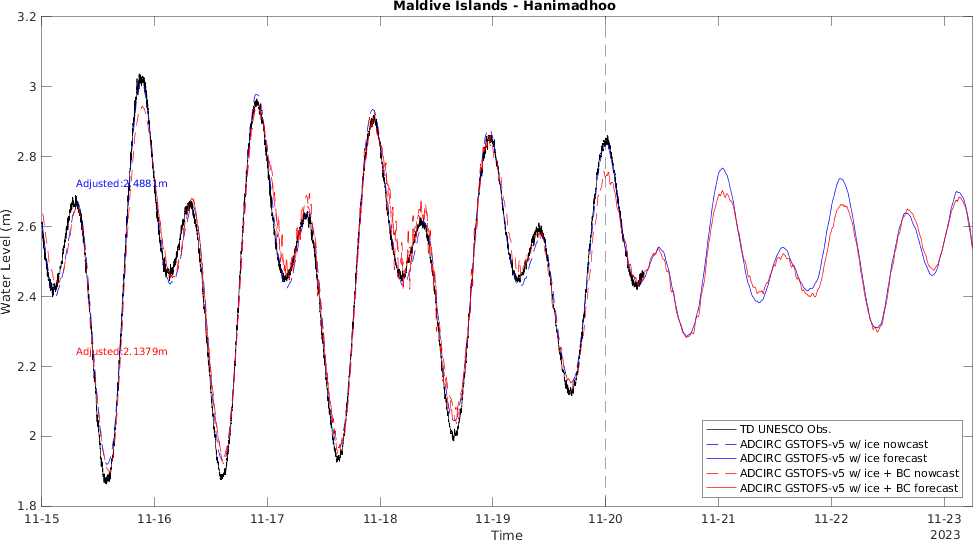 Maldive Islands - Hanimadhoo
3.2
3
2.8
2.6
2.4
2.2
2
1.8
Water Level (m)
Adjusted:2.4881m
Adjusted:2.1379m
TD UNESCO Obs.
ADCIRC GSTOFS-v5 w/ ice nowcast
ADCIRC GSTOFS-v5 w/ ice forecast
ADCIRC GSTOFS-v5 w/ ice + BC nowcast
ADCIRC GSTOFS-v5 w/ ice + BC forecast
11-15 11-16 11-17 11-18 11-19 11-20 11-21 11-22 11-23
Time
2023